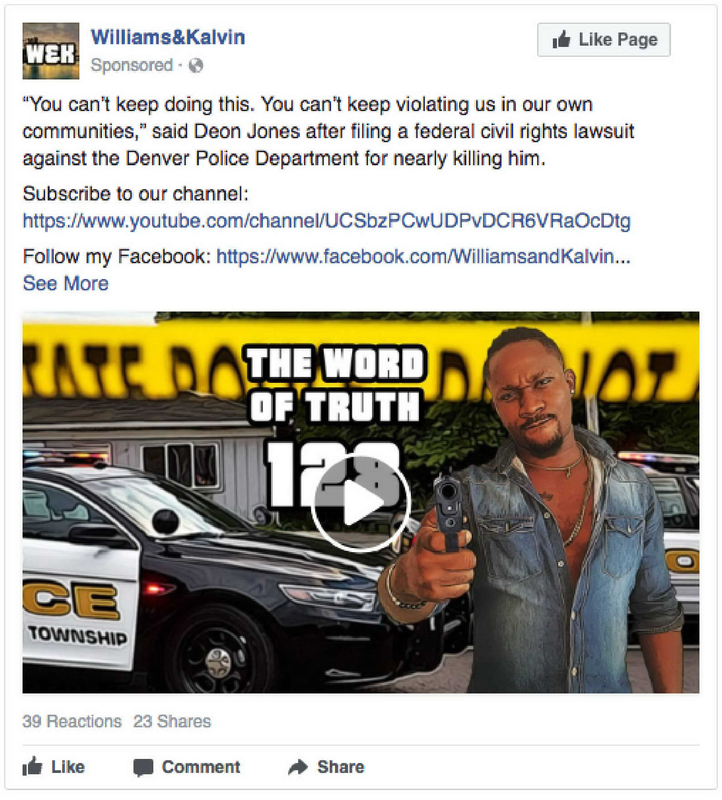 WEK
Williams&Kalvin
Sponsored ·
Like Page
“You can’t keep doing this. You can’t keep violating us in our own
communities,” said Deon Jones after filing a federal civil rights lawsuit
against the Denver Police Department for nearly killing him.
Subscribe to our channel:
https://www.youtube.com/channel/UCSbzPCwUDPvDCR6VRaOcDtg
Follow my Facebook: https://www.facebook.com/WilliamsandKalvin...
See More
THE WORD
OF TRUTH
128
CE
TOWNSHIP
39 Reactions 23 Shares
Like Comment Share